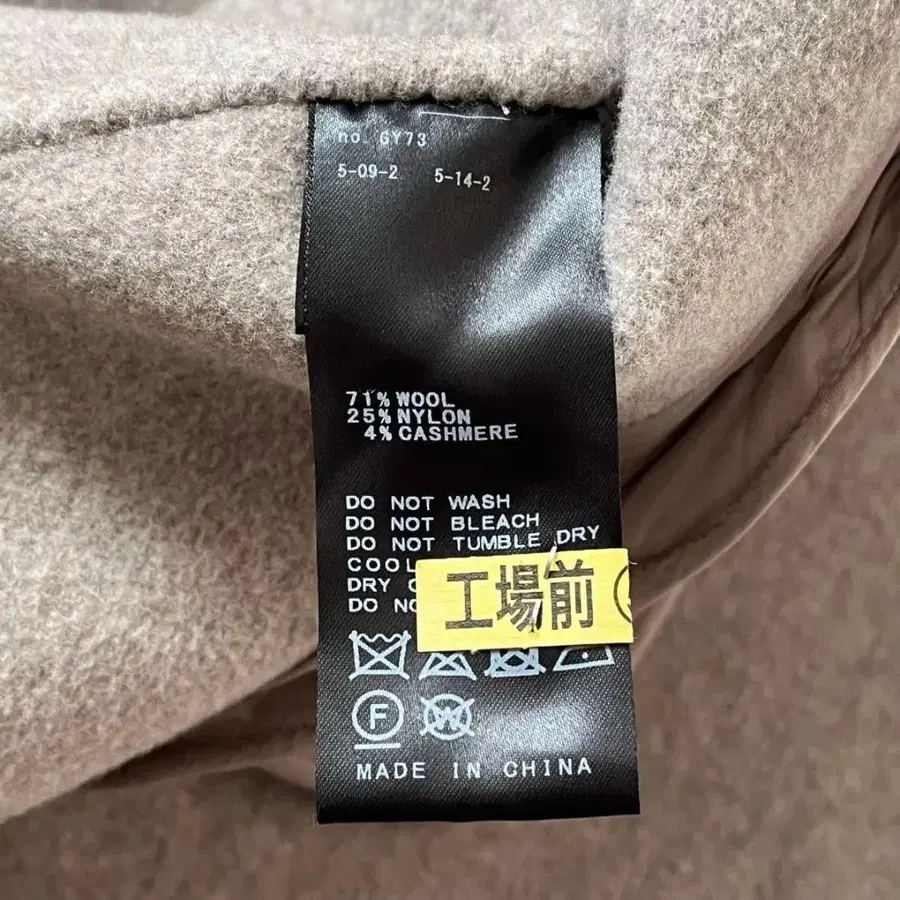 no. GY73
5-09-2 5-14-2
71% WOOL
25% NYLON
4% CASHMERE
DO NOT WASH
DO NOT BLEACH
DO NOT TUMBLE DRY
COOL
DRY
DO
工場前
F
W
MADE IN CHINA